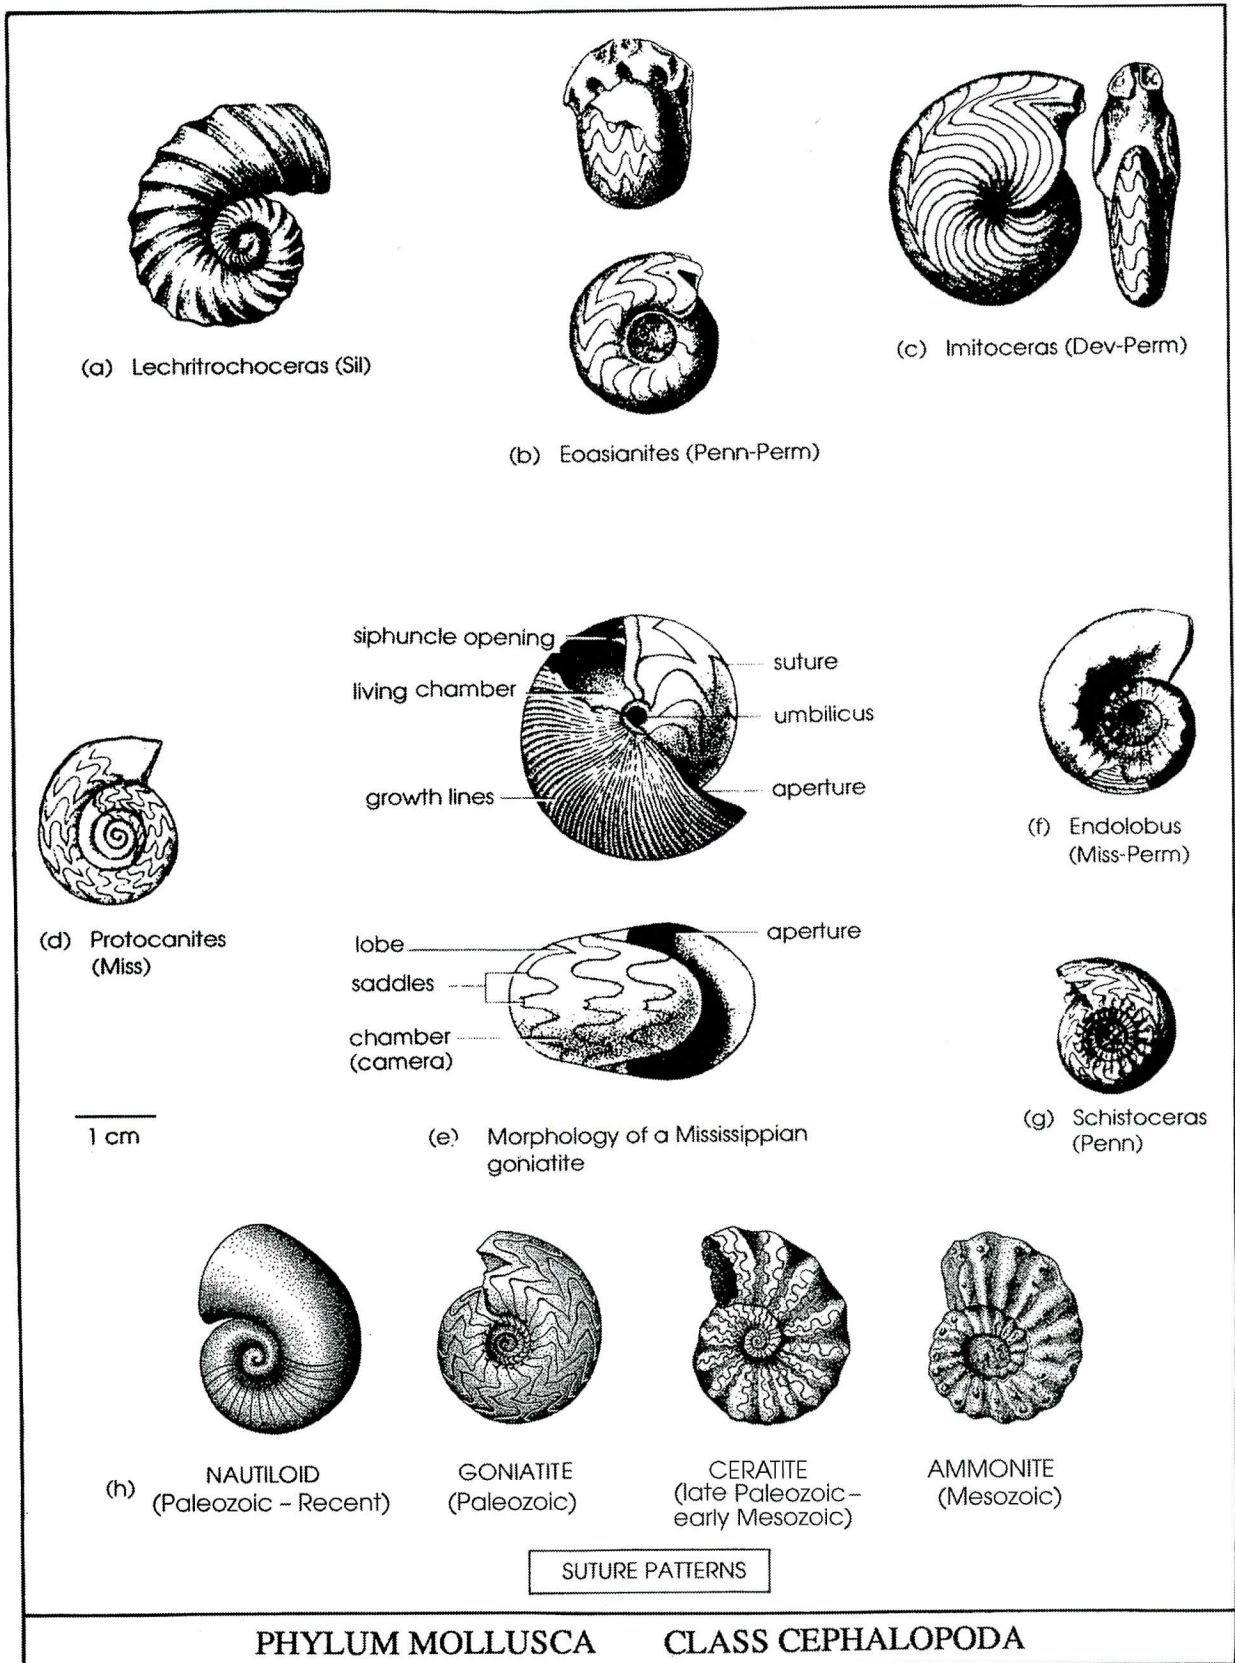 (a) Lechritrochoceras (Sil)
(b) Eoasianites (Penn-Perm)
(c) Imitoceras (Dev-Perm)
siphuncle opening
living chamber
growth lines
suture
umbilicus
aperture
(d) Protocanites
(Miss)
(f) Endolobus
(Miss-Perm)
lobe
saddles
chamber
(camera)
aperture
1 cm
(e) Morphology of a Mississippian
goniatite
(g) Schistoceras
(Penn)
(h)
NAUTILOID
(Paleozoic – Recent)
GONIATITE
(Paleozoic)
CERATITE
(late Paleozoic–
early Mesozoic)
AMMONITE
(Mesozoic)
SUTURE PATTERNS
PHYLUM MOLLUSCA CLASS CEPHALOPODA